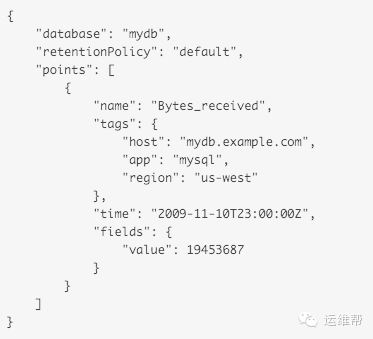 {
    "database": "mydb",
    "retentionPolicy": "default",
    "points": [
        {
            "name": "Bytes_received",
            "tags": {
                "host": "mydb.example.com",
                "app": "mysql",
                "region": "us-west"
            },
            "time": "2009-11-10T23:00:00Z",
            "fields": {
                "value": 19453687
            }
        }
    ]
}
运维帮